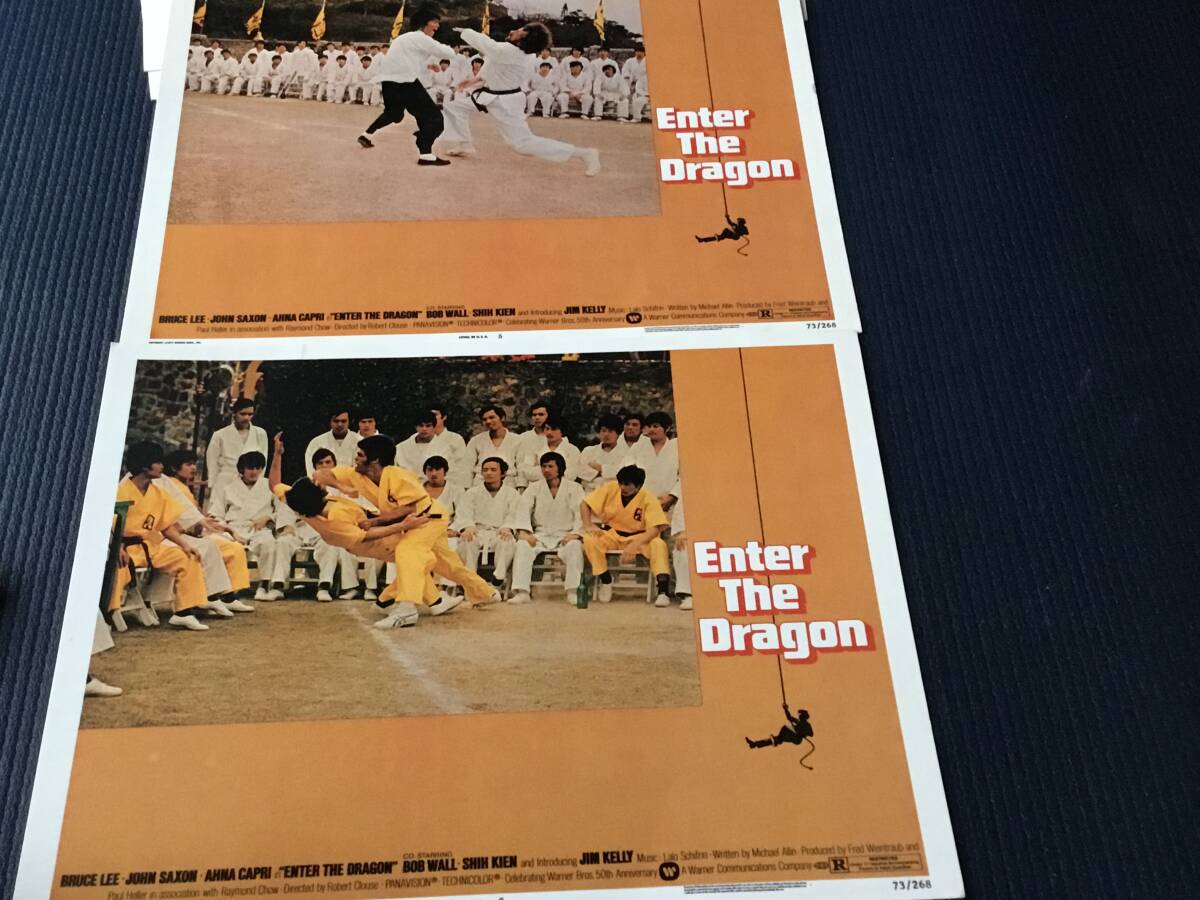 Enter
The
Dragon
CO-STARRING
BRUCE LEE · JOHN SAXON · AHNA CAPRI in "ENTER THE DRAGON" BOB WALL · SHIH KIEN and Introducing JIM KELLY Music: Lalo Schifrin · Written by Michael Allin · Produced by Fred Weintraub and
Paul Heller in association with Raymond Chow · Directed by Robert Clouse · PANAVISION® · TECHNICOLOR® · Celebrating Warner Bros. 50th Anniversary A Warner Communications Company R RESTRICTED
73/268
LITHO. IN U.S.A. 5
Enter
The
Dragon
CO-STARRING
BRUCE LEE · JOHN SAXON · AHNA CAPRI in "ENTER THE DRAGON" BOB WALL · SHIH KIEN and Introducing JIM KELLY Music: Lalo Schifrin · Written by Michael Allin · Produced by Fred Weintraub and
Paul Heller in association with Raymond Chow · Directed by Robert Clouse · PANAVISION® · TECHNICOLOR® · Celebrating Warner Bros. 50th Anniversary A Warner Communications Company R RESTRICTED
73/268